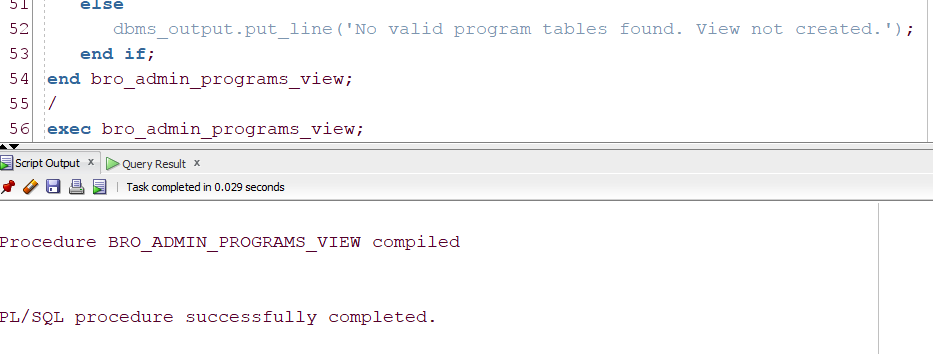 51 else
52 dbms_output.put_line('No valid program tables found. View not created.');
53 end if;
54 end bro_admin_programs_view;
55 /
56 exec bro_admin_programs_view;
Script Output x Query Result x
Task completed in 0.029 seconds
Procedure BRO_ADMIN_PROGRAMS_VIEW compiled
PL/SQL procedure successfully completed.